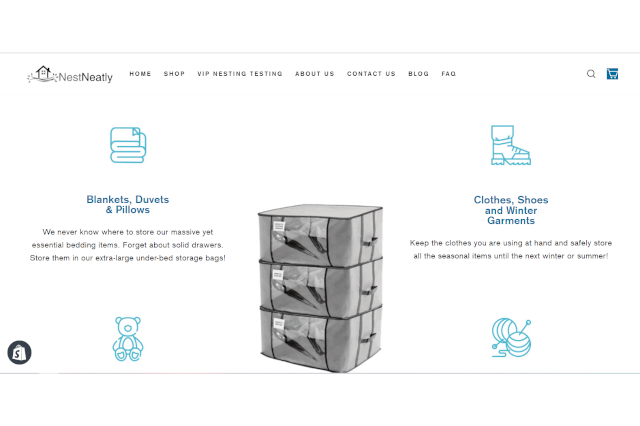 NestNeatly
HOME SHOP VIP NESTING TESTING ABOUT US CONTACT US BLOG FAQ
Blankets, Duvets
& Pillows
We never know where to store our massive yet
essential bedding items. Forget about solid drawers.
Store them in our extra-large under-bed storage bags!
Clothes, Shoes
and Winter
Garments
Keep the clothes you are using at hand and safely store
all the seasonal items until the next winter or summer!